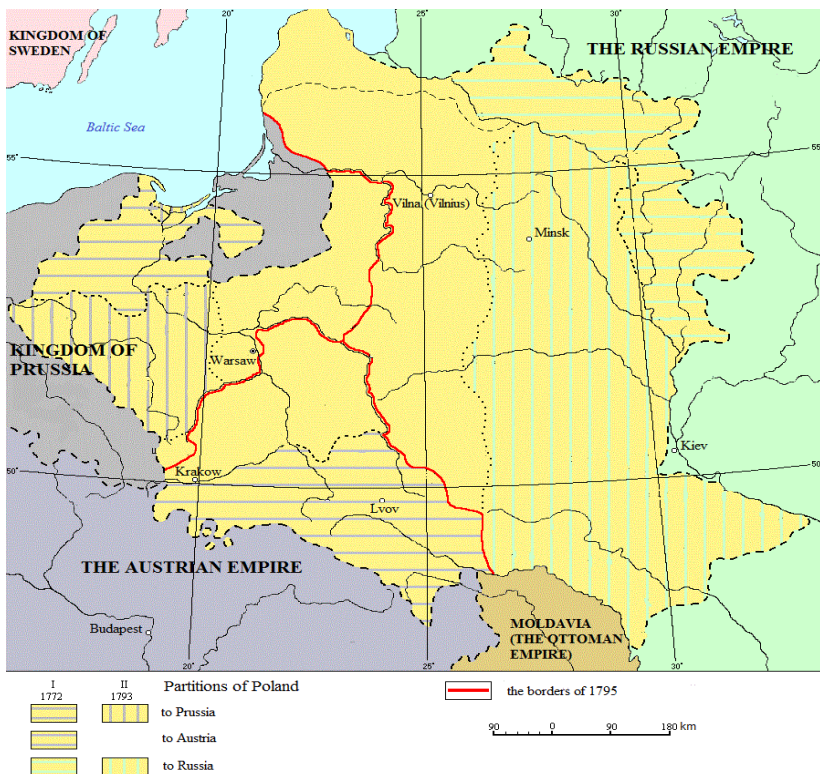 20°
25°
30°
KINGDOM OF
SWEDEN
THE RUSSIAN EMPIRE
Baltic Sea
55°
55°
Vilna (Vilnius)
Minsk
Warsaw
KINGDOM OF
PRUSSIA
II
Kiev
50°
50°
Krakow
Lvov
THE AUSTRIAN EMPIRE
MOLDAVIA
(THE OTTOMAN
EMPIRE)
Budapest
20°
25°
30°
I
1772
II
1793
Partitions of Poland
the borders of 1795
to Prussia
to Austria
to Russia
90 0 90 180 km